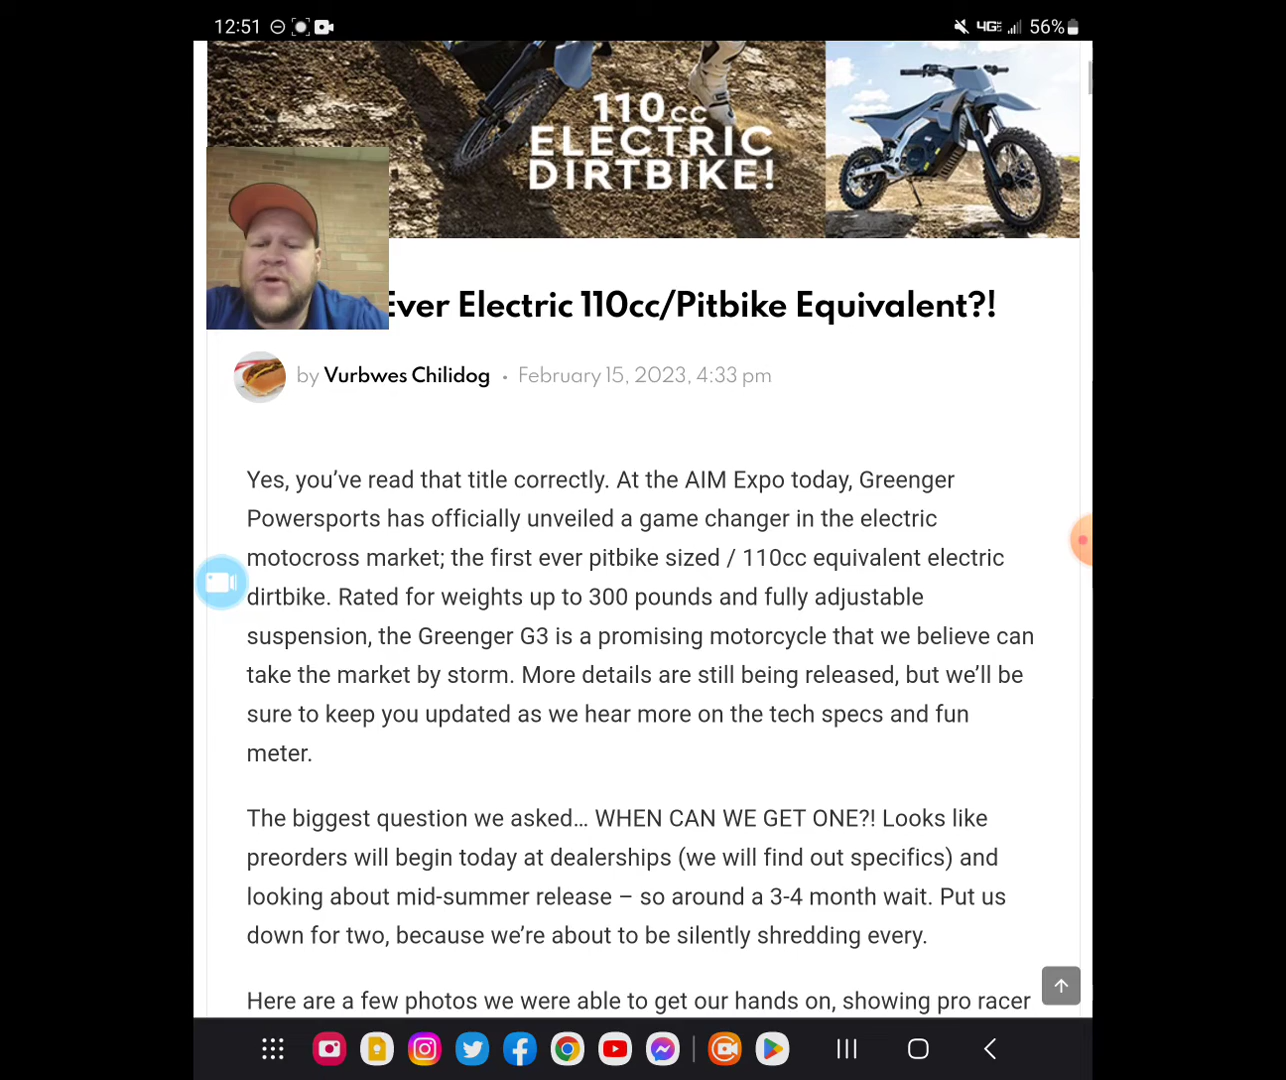 12:51
4GE 56%
110cc
ELECTRIC
DIRTBIKE!
Ever Electric 110cc/Pitbike Equivalent?!
by Vurbwes Chilidog • February 15, 2023, 4:33 pm
Yes, you’ve read that title correctly. At the AIM Expo today, Greenger
Powersports has officially unveiled a game changer in the electric
motocross market; the first ever pitbike sized / 110cc equivalent electric
dirtbike. Rated for weights up to 300 pounds and fully adjustable
suspension, the Greenger G3 is a promising motorcycle that we believe can
take the market by storm. More details are still being released, but we’ll be
sure to keep you updated as we hear more on the tech specs and fun
meter.
The biggest question we asked… WHEN CAN WE GET ONE?! Looks like
preorders will begin today at dealerships (we will find out specifics) and
looking about mid-summer release – so around a 3-4 month wait. Put us
down for two, because we’re about to be silently shredding every.
Here are a few photos we were able to get our hands on, showing pro racer